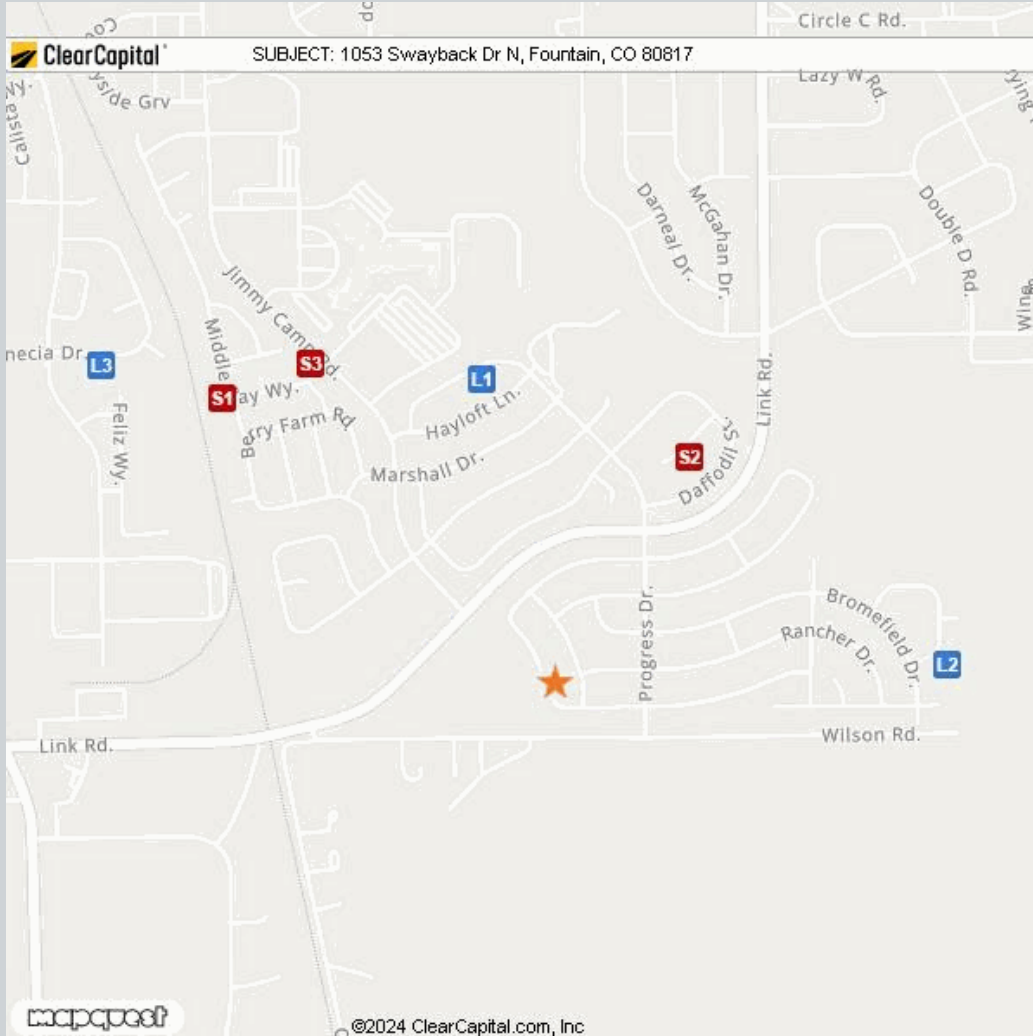 Circle C Rd.
ClearCapital
SUBJECT: 1053 Swayback Dr N, Fountain, CO 80817
Lazy W Rd.
yside Grv
Calista
Darneal Dr.
McGahan Dr.
Double D Rd.
Jimmy Camp Rd.
Middle
necia Dr.
L3
S3
L1
S1
ay Wy.
Feliz Wy.
Berry Farm Rd
Hayloft Ln.
Marshall Dr.
Link Rd.
S2
Daffodil St.
Progress Dr.
Bromefield Dr.
Rancher Dr.
L2
Link Rd.
Wilson Rd.
mapquest
©2024 ClearCapital.com, Inc